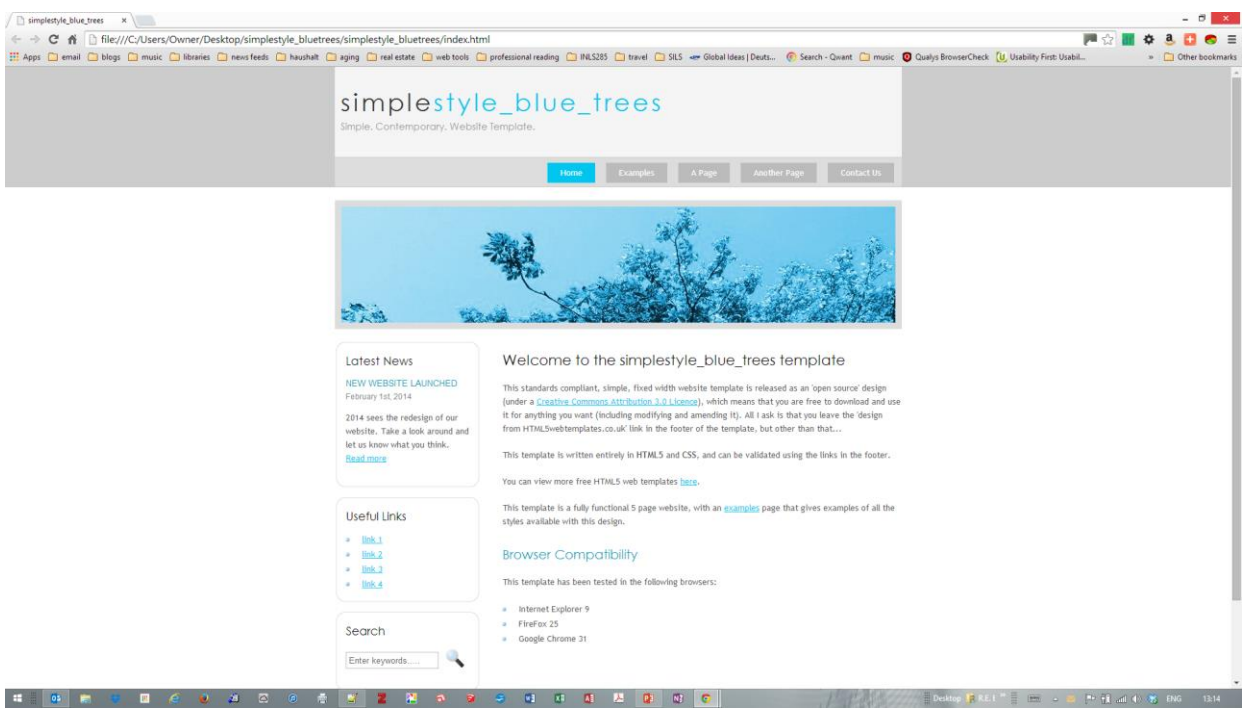 simplestyle_blue_trees
file:///C:/Users/Owner/Desktop/simplestyle_bluetrees/simplestyle_bluetrees/index.html
Apps email blogs music libraries news feeds haushalt aging real estate web tools professional reading INLS285 travel SILS Global Ideas | Deuts... Search - Qwant music Qualys BrowserCheck Usability First: Usabil... » Other bookmarks
simplestyle_blue_trees
Simple. Contemporary. Website Template.
Home Examples A Page Another Page Contact Us
Latest News
NEW WEBSITE LAUNCHED
February 1st, 2014
2014 sees the redesign of our
website. Take a look around and
let us know what you think.
Read more
Useful Links
link 1
link 2
link 3
link 4
Search
Enter keywords.....
Welcome to the simplestyle_blue_trees template
This standards compliant, simple, fixed width website template is released as an 'open source' design
(under a Creative Commons Attribution 3.0 Licence), which means that you are free to download and use
it for anything you want (including modifying and amending it). All I ask is that you leave the 'design
from HTML5webtemplates.co.uk' link in the footer of the template, but other than that...
This template is written entirely in HTML5 and CSS, and can be validated using the links in the footer.
You can view more free HTML5 web templates here.
This template is a fully functional 5 page website, with an examples page that gives examples of all the
styles available with this design.
Browser Compatibility
This template has been tested in the following browsers:
Internet Explorer 9
FireFox 25
Google Chrome 31
Desktop ENG 13:14